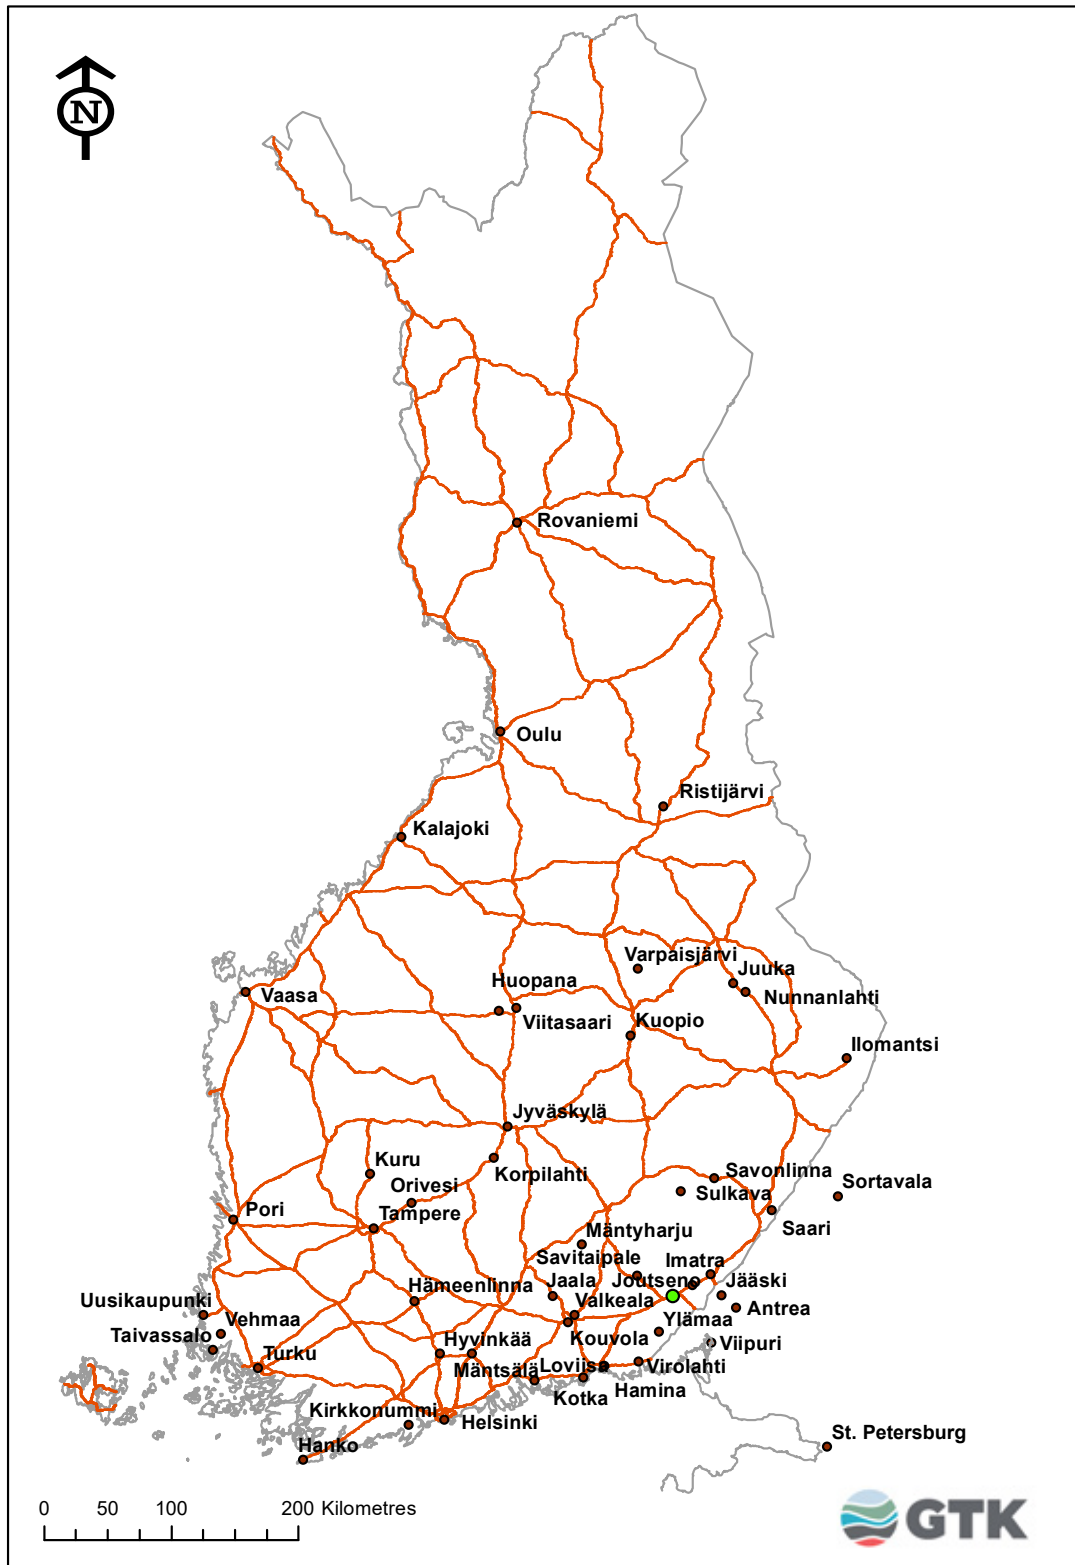 N
Rovaniemi
Oulu
Ristijärvi
Kalajoki
Varpaisjärvi
Juuka
Huopana
Nunnanlahti
Vaasa
Viitasaari
Kuopio
Ilomantsi
Jyväskylä
Kuru
Korpilahti
Savonlinna
Orivesi
Sulkava
Sortavala
Pori
Tampere
Saari
Mäntyharju
Savitaipale
Imatra
Hämeenlinna
Jaala
Joutseno
Jääski
Uusikaupunki
Valkeala
Antrea
Vehmaa
Ylämaa
Taivassalo
Hyvinkää
Kouvola
Viipuri
Turku
Mäntsälä
Loviisa
Virolahti
Kotka
Hamina
Kirkkonummi
Helsinki
Hanko
St. Petersburg
0 50 100 200 Kilometres
GTK